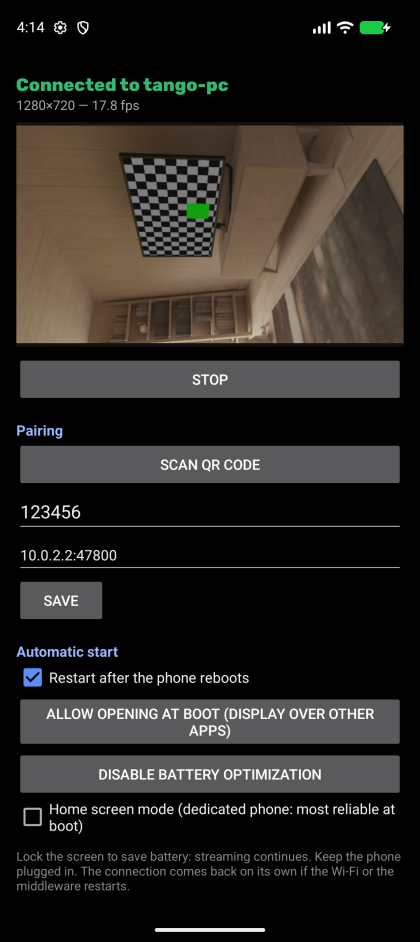 4:14
Connected to tango-pc
1280×720 — 17.8 fps
STOP
Pairing
SCAN QR CODE
123456
10.0.2.2:47800
SAVE
Automatic start
Restart after the phone reboots
ALLOW OPENING AT BOOT (DISPLAY OVER OTHER
APPS)
DISABLE BATTERY OPTIMIZATION
Home screen mode (dedicated phone: most reliable at
boot)
Lock the screen to save battery: streaming continues. Keep the phone
plugged in. The connection comes back on its own if the Wi-Fi or the
middleware restarts.